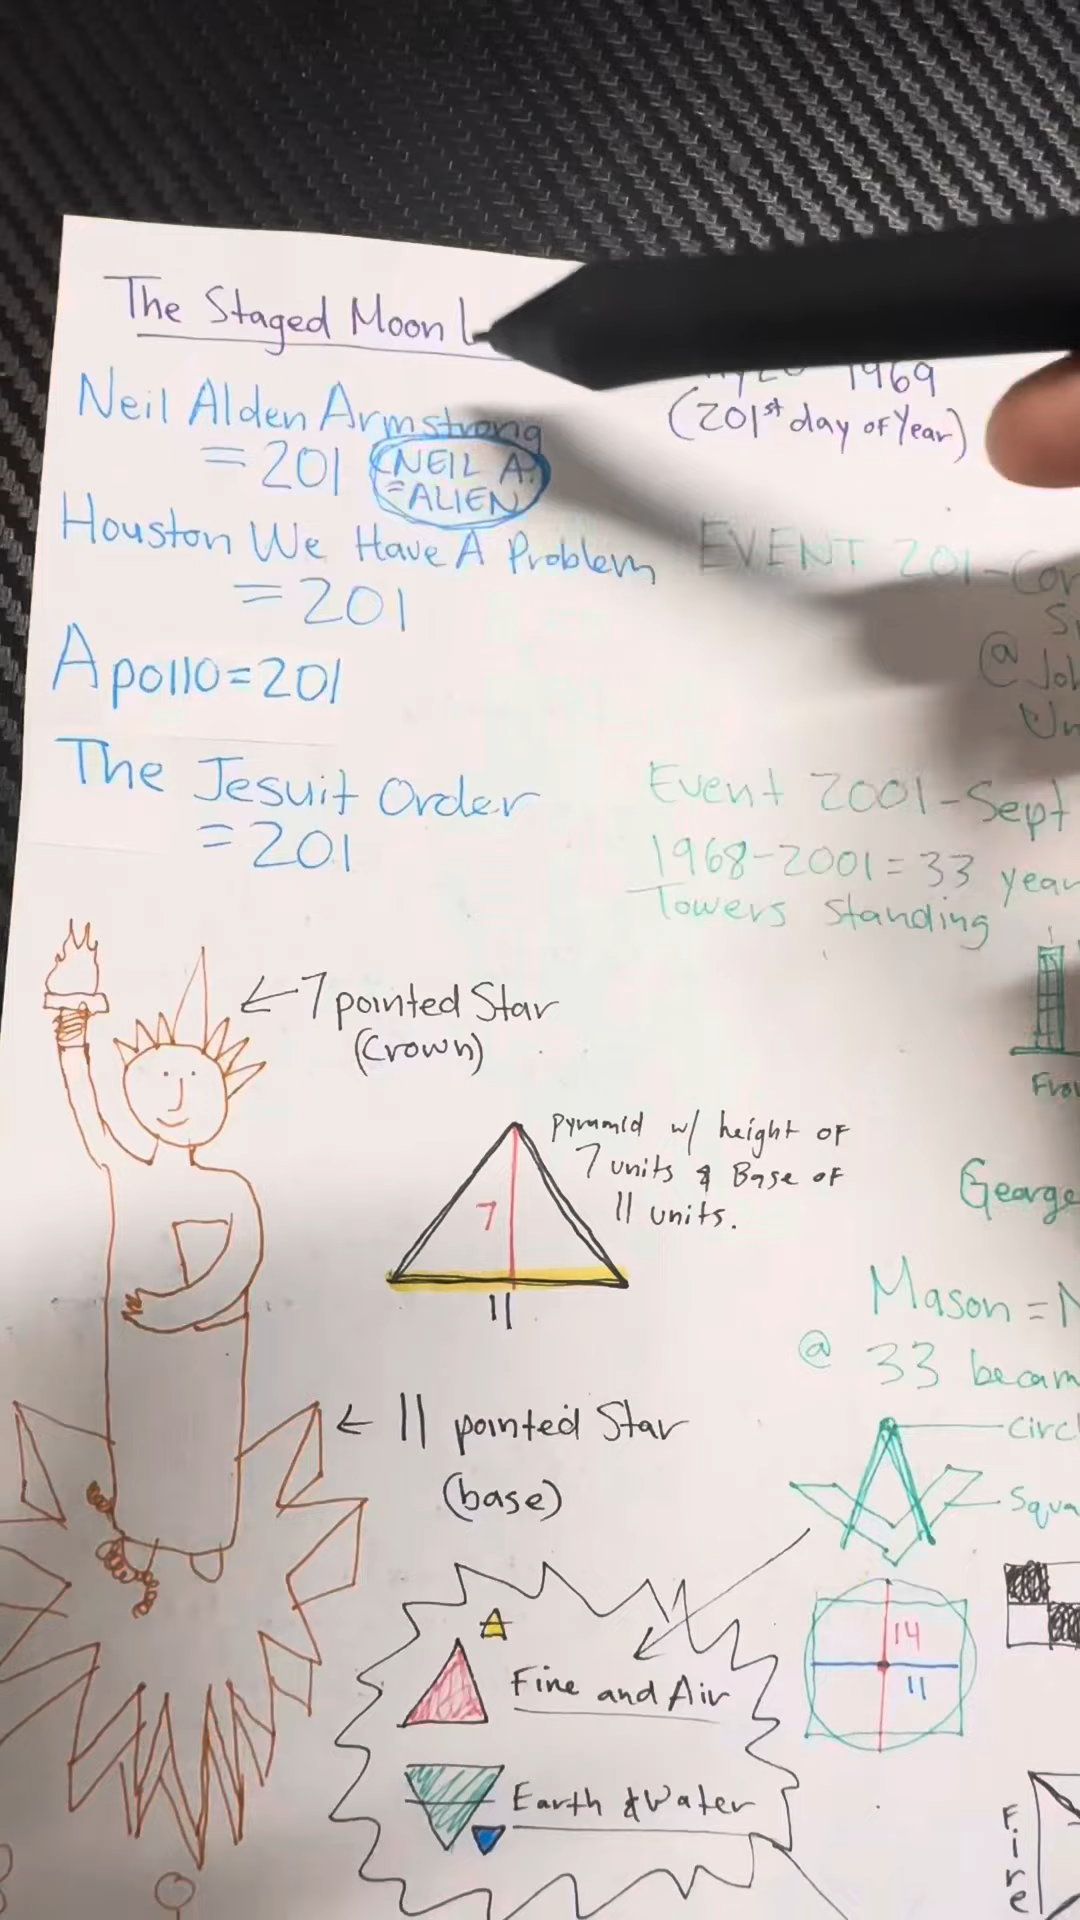 The Staged Moon
1969
(201st day of Year)
Neil Alden Armstrong
= 201
(NEIL A.
=ALIEN
Houston We Have A Problem
= 201
EVENT 201-
@
Apollo=201
The Jesuit Order
= 201
Event 2001-Sept
1968-2001= 33
Towers Standing
←7 pointed Star
(Crown)
pyramid w/ height of
7 units & Base of
11 units.
7
11
George
Mason =
@ 33
← 11 pointed Star
(base)
14
11
Fire and Air
Earth & Water
Fire